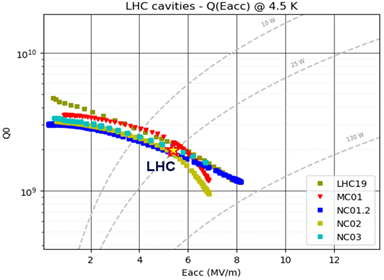 LHC cavities - Q(Eacc) @ 4.5 K
10 W
25 W
130 W
10¹⁰
10⁹
Q0
LHC
LHC19
MC01
NC01.2
NC02
NC03
2 4 6 8 10 12
Eacc (MV/m)